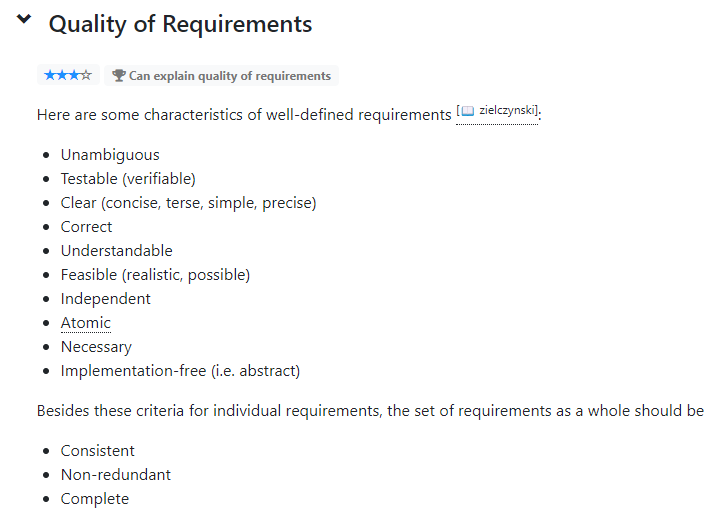 Quality of Requirements
★★★☆ 🏆 Can explain quality of requirements
Here are some characteristics of well-defined requirements [📖 zielczynski]:
• Unambiguous
• Testable (verifiable)
• Clear (concise, terse, simple, precise)
• Correct
• Understandable
• Feasible (realistic, possible)
• Independent
• Atomic
• Necessary
• Implementation-free (i.e. abstract)
Besides these criteria for individual requirements, the set of requirements as a whole should be
• Consistent
• Non-redundant
• Complete